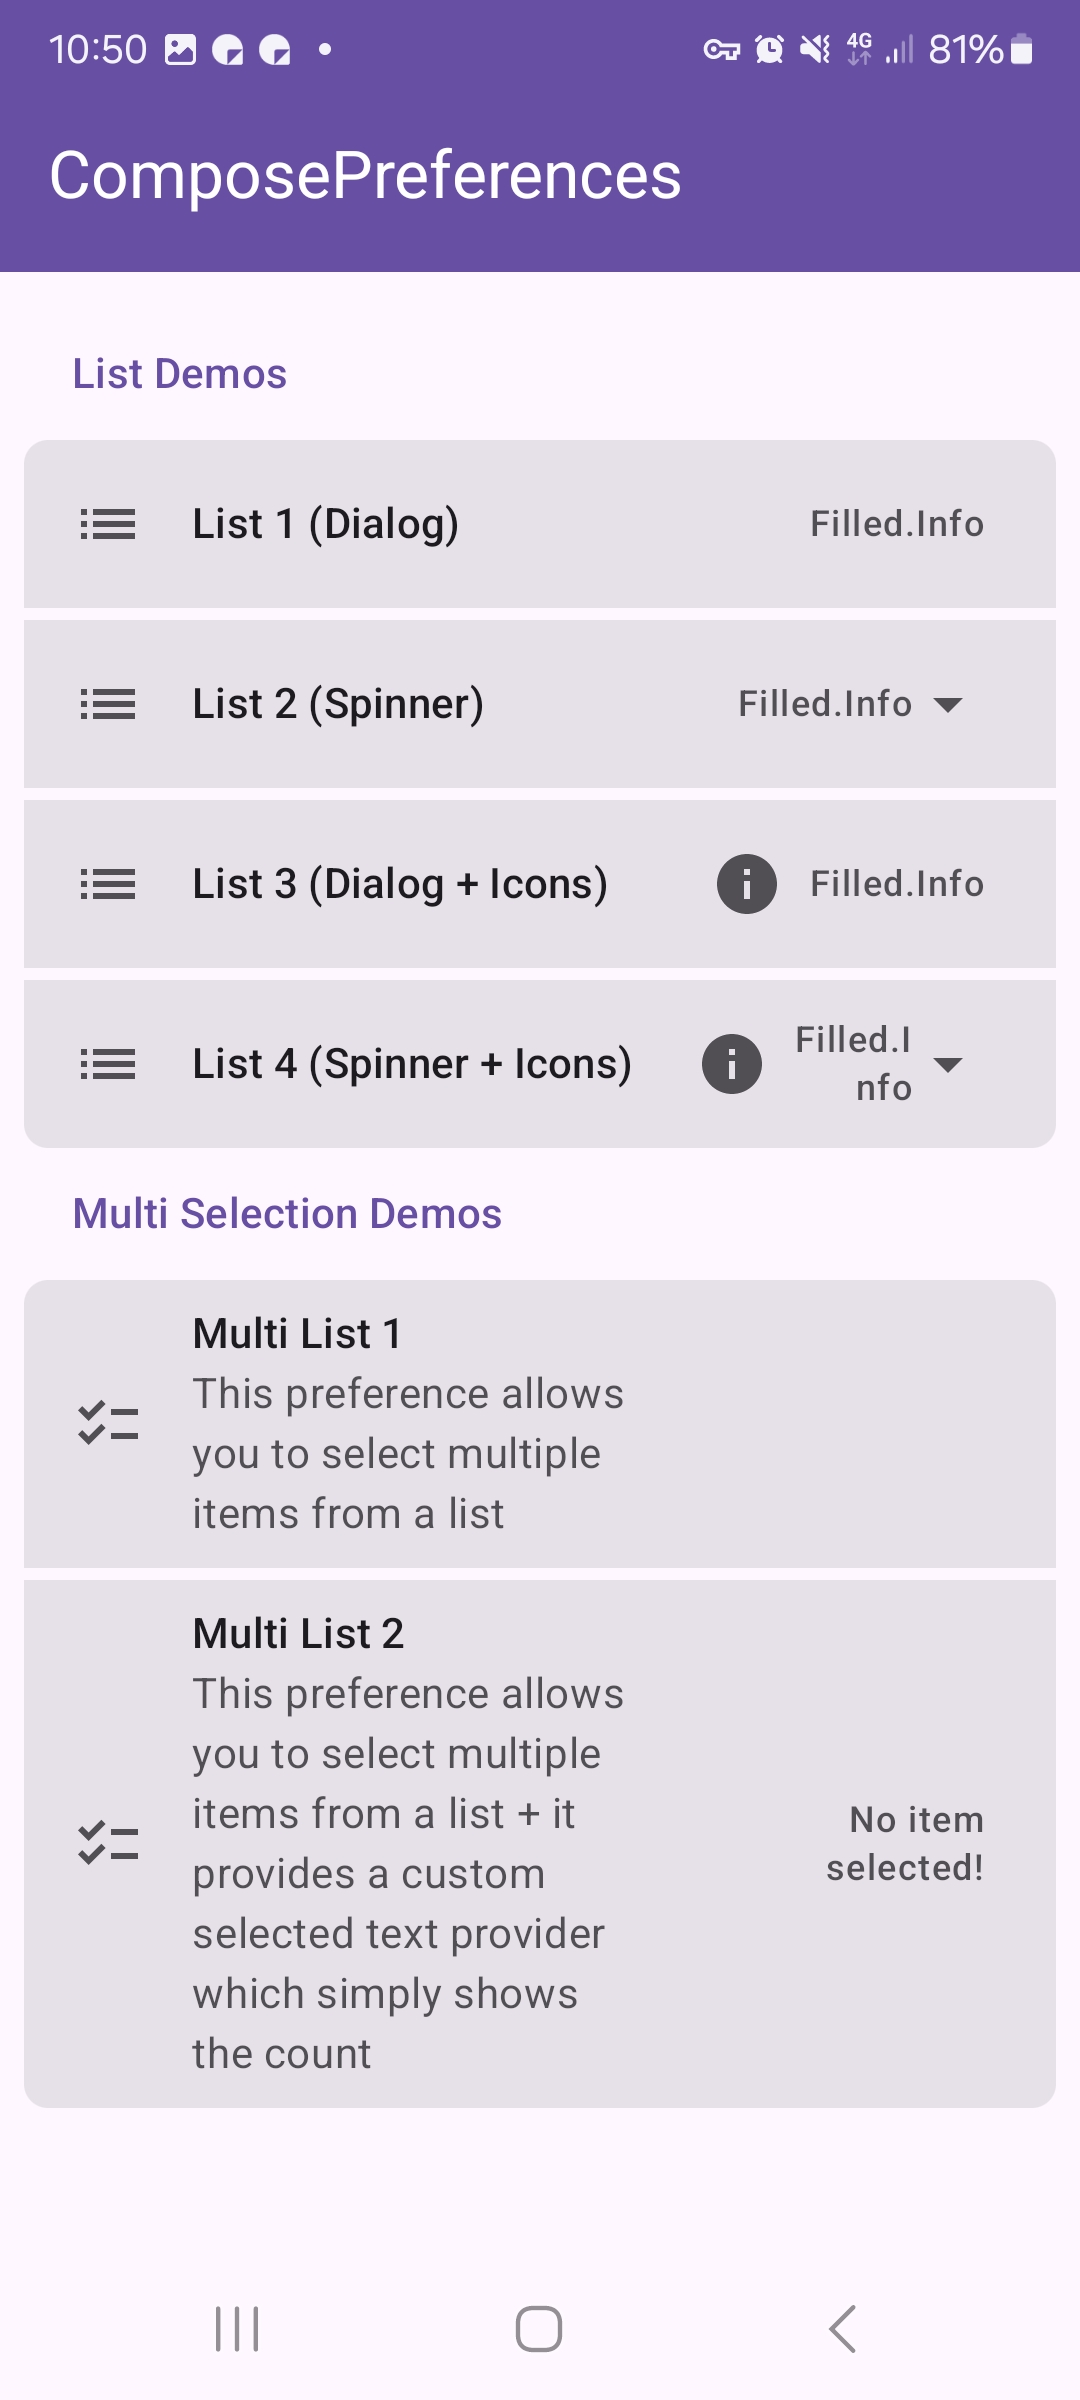 10:50
4G
81%
ComposePreferences
List Demos
List 1 (Dialog)
Filled.Info
List 2 (Spinner)
Filled.Info
List 3 (Dialog + Icons)
Filled.Info
List 4 (Spinner + Icons)
Filled.I
nfo
Multi Selection Demos
Multi List 1
This preference allows
you to select multiple
items from a list
Multi List 2
This preference allows
you to select multiple
items from a list + it
provides a custom
selected text provider
which simply shows
the count
No item
selected!